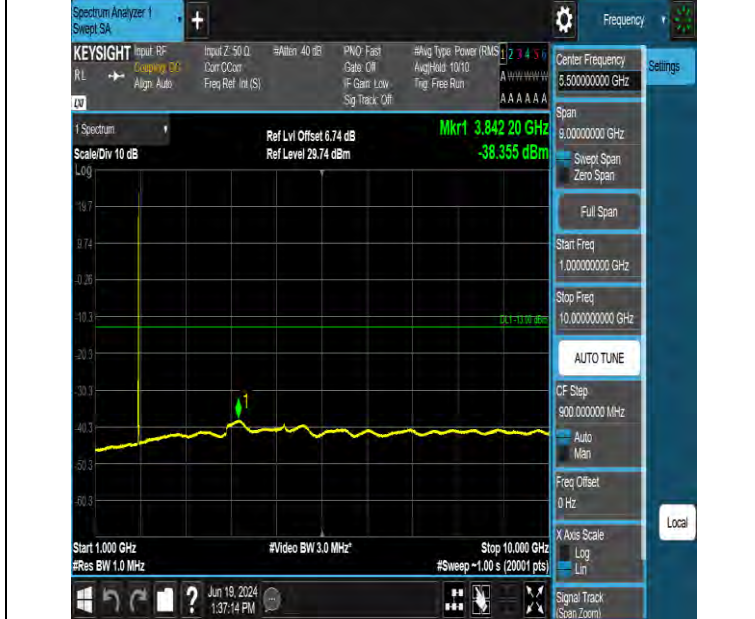 Spectrum Analyzer 1
Swept SA
+
Frequency
KEYSIGHT
Input: RF
Coupling: DC
Align: Auto
Input Z: 50 Ω
Corr CCorr
Freq Ref: Int (S)
#Atten: 40 dB
PNO: Fast
Gate: Off
IF Gain: Low
Sig Track: Off
#Avg Type: Power (RMS
Avg|Hold: 10/10
Trig: Free Run
1 2 3 4 5 6
A W W W W W
A A A A A A
RL
LXI
1 Spectrum
Scale/Div 10 dB
Log
Ref Lvl Offset 6.74 dB
Ref Level 29.74 dBm
Mkr1 3.842 20 GHz
-38.355 dBm
19.7
9.74
-0.26
-10.3
-20.3
-30.3
-40.3
-50.3
-60.3
DL1 -13.00 dBm
1
Start 1.000 GHz
#Res BW 1.0 MHz
#Video BW 3.0 MHz*
Stop 10.000 GHz
#Sweep ~1.00 s (20001 pts)
Center Frequency
5.500000000 GHz
Settings
Span
9.00000000 GHz
Swept Span
Zero Span
Full Span
Start Freq
1.000000000 GHz
Stop Freq
10.000000000 GHz
AUTO TUNE
CF Step
900.000000 MHz
Auto
Man
Freq Offset
0 Hz
X Axis Scale
Log
Lin
Local
Signal Track
(Span Zoom)
?
Jun 19, 2024
1:37:14 PM